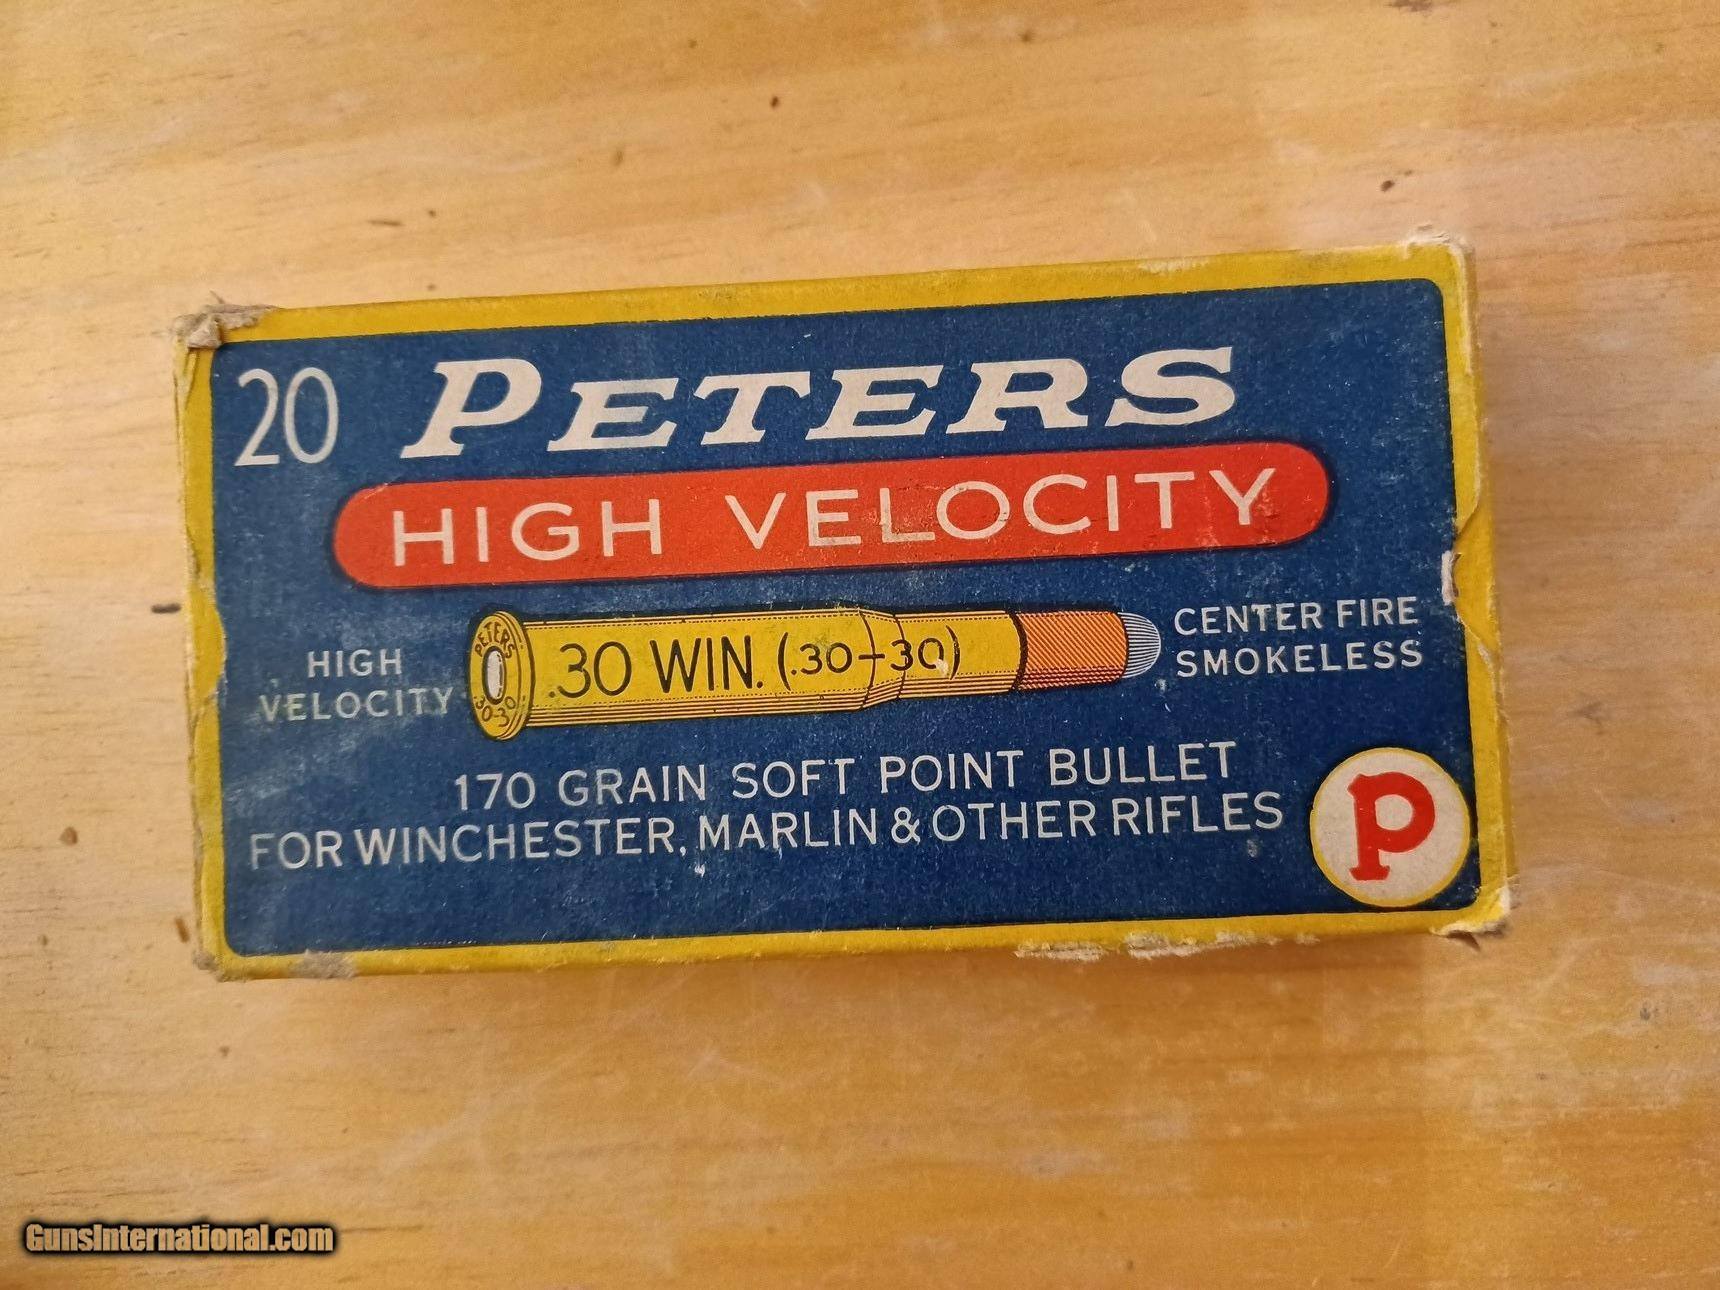 20 PETERS
HIGH VELOCITY
HIGH
VELOCITY
PETERS
30-30
.30 WIN. (.30-30)
CENTER FIRE
SMOKELESS
170 GRAIN SOFT POINT BULLET
FOR WINCHESTER, MARLIN & OTHER RIFLES
P
GunsInternational.com